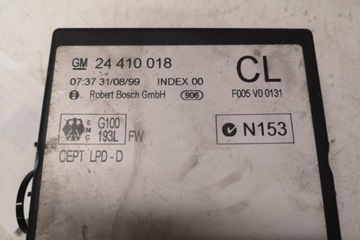 GM 24 410 018 CL
07:37 31/08/99 INDEX 00 F005 V0 0131
Robert Bosch GmbH 906
E M C G100 193L FW
N153
CEPT LPD - D